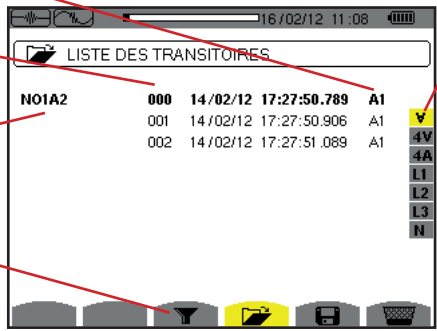 16/02/12 11:08
LISTE DES TRANSITOIRES
NO1A2 000 14/02/12 17:27:50.789 A1
001 14/02/12 17:27:50.906 A1
002 14/02/12 17:27:51.089 A1
∀
4V
4A
L1
L2
L3
N